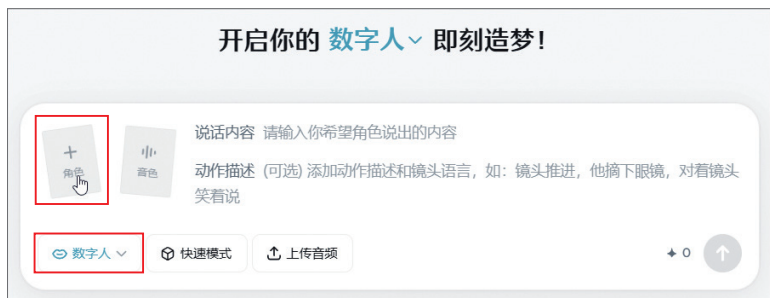 开启你的 数字人 即刻造梦！
说话内容 请输入你希望角色说出的内容
角色
音色
动作描述 (可选) 添加动作描述和镜头语言，如：镜头推进，他摘下眼镜，对着镜头
笑着说
数字人 快速模式 上传音频 0